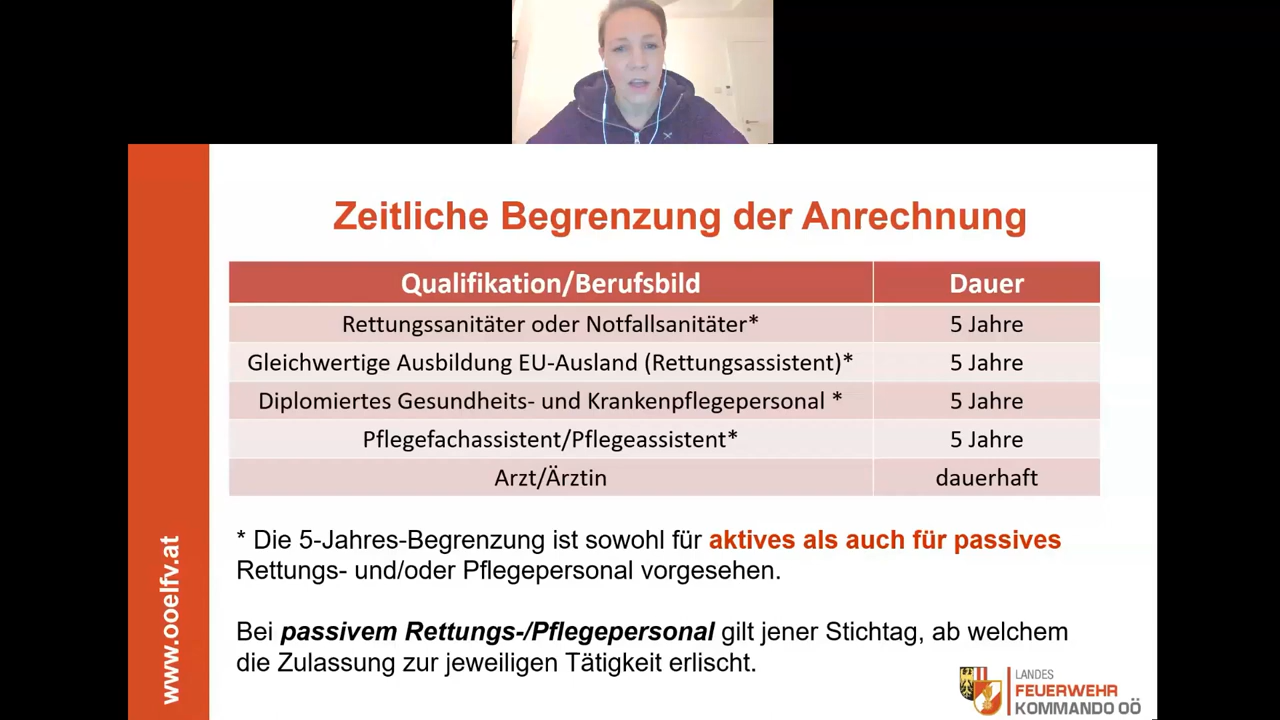 Zeitliche Begrenzung der Anrechnung
Qualifikation/Berufsbild Dauer
Rettungssanitäter oder Notfallsanitäter* 5 Jahre
Gleichwertige Ausbildung EU-Ausland (Rettungsassistent)* 5 Jahre
Diplomiertes Gesundheits- und Krankenpflegepersonal * 5 Jahre
Pflegefachassistent/Pflegeassistent* 5 Jahre
Arzt/Ärztin dauerhaft
* Die 5-Jahres-Begrenzung ist sowohl für aktives als auch für passives
Rettungs- und/oder Pflegepersonal vorgesehen.
Bei passivem Rettungs-/Pflegepersonal gilt jener Stichtag, ab welchem
die Zulassung zur jeweiligen Tätigkeit erlischt.
www.ooelfv.at
LANDES
FEUERWEHR
KOMMANDO OÖ